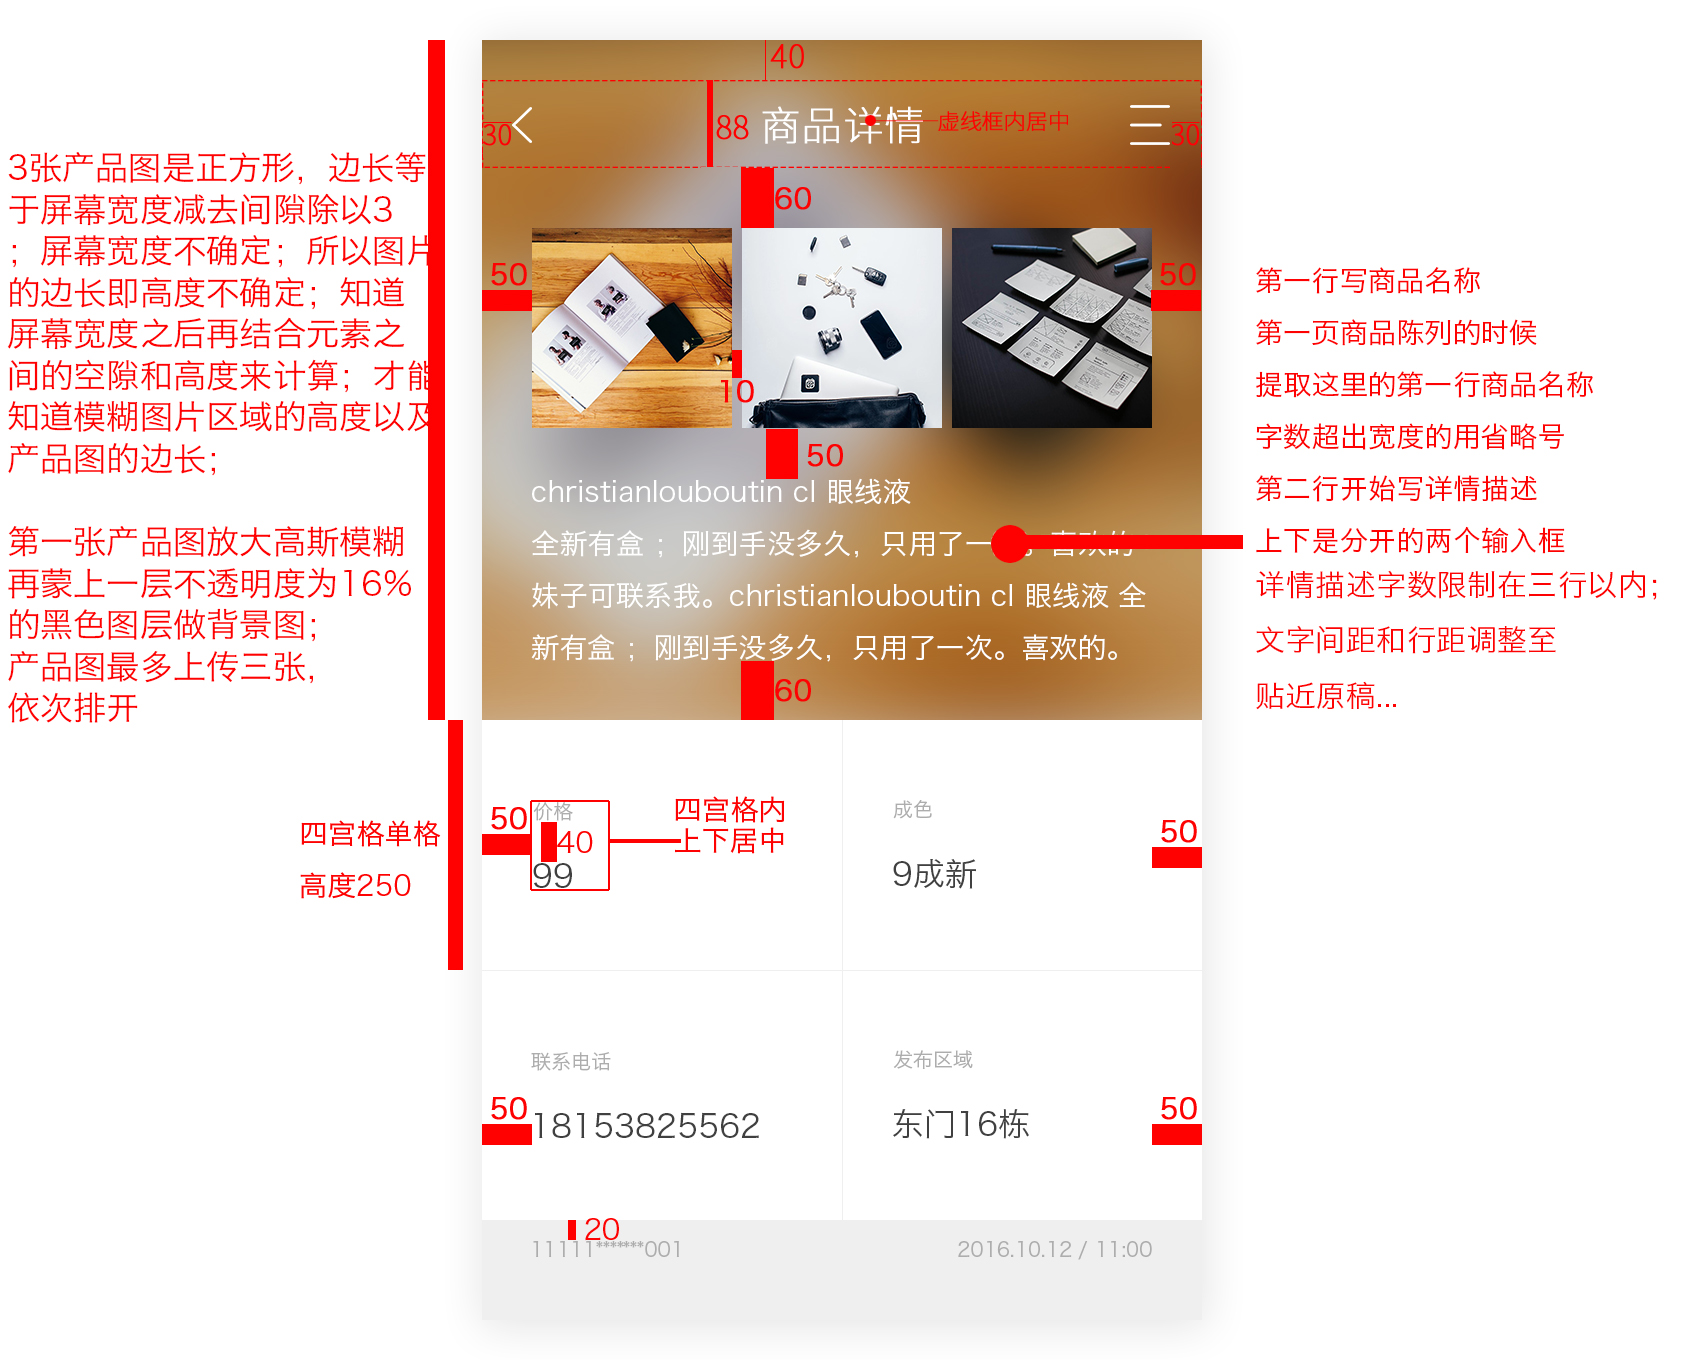 40
30
88
商品详情
虚线框内居中
30
60
50
50
10
50
christianlouboutin cl 眼线液
全新有盒 ；刚到手没多久，只用了一
。喜欢的
妹子可联系我。christianlouboutin cl 眼线液 全
新有盒 ；刚到手没多久，只用了一次。喜欢的。
60
3张产品图是正方形，边长等
于屏幕宽度减去间隙除以3
；屏幕宽度不确定；所以图片
的边长即高度不确定；知道
屏幕宽度之后再结合元素之
间的空隙和高度来计算；才能
知道模糊图片区域的高度以及
产品图的边长；
第一张产品图放大高斯模糊
再蒙上一层不透明度为16%
的黑色图层做背景图；
产品图最多上传三张，
依次排开
第一行写商品名称
第一页商品陈列的时候
提取这里的第一行商品名称
字数超出宽度的用省略号
第二行开始写详情描述
上下是分开的两个输入框
详情描述字数限制在三行以内；
文字间距和行距调整至
贴近原稿...
四宫格单格
高度250
50
价格
40
99
四宫格内
上下居中
成色
9成新
50
联系电话
50
18153825562
发布区域
东门16栋
50
20
11111*******001
2016.10.12 / 11:00